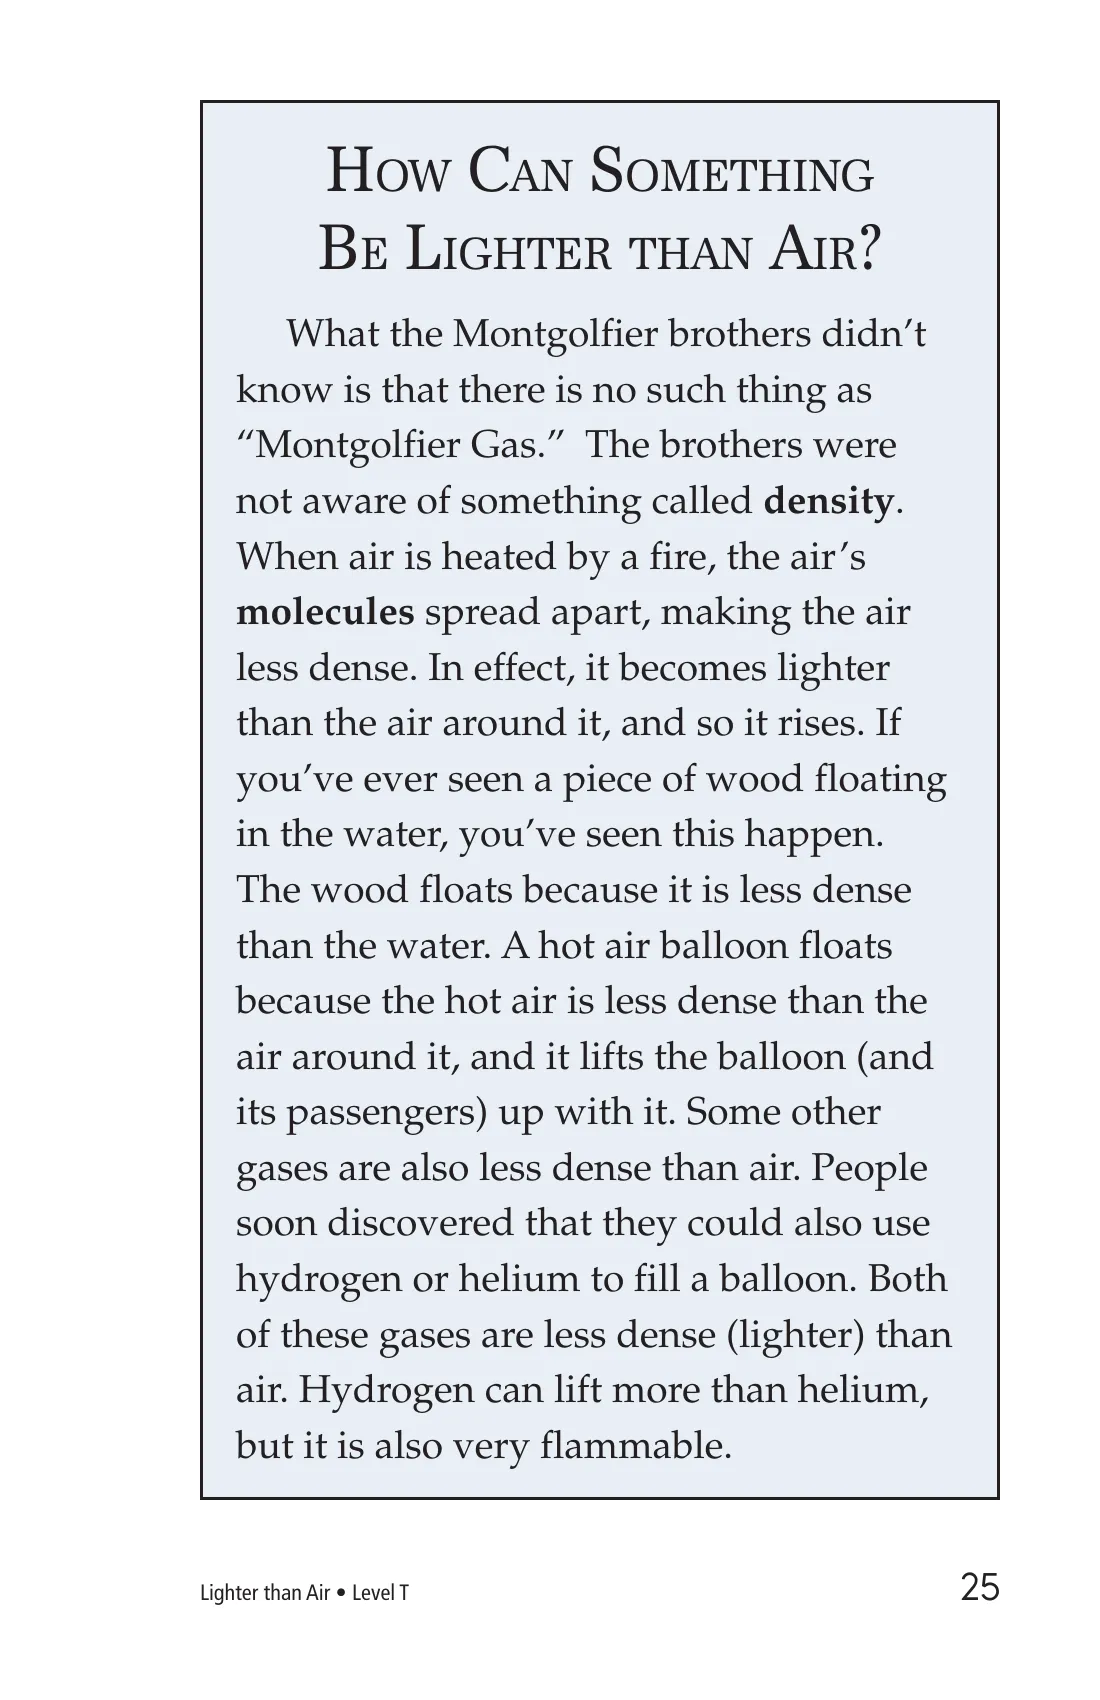 How Can Something
Be Lighter than Air?
What the Montgolfier brothers didn’t
know is that there is no such thing as
“Montgolfier Gas.”  The brothers were
not aware of something called density.
When air is heated by a fire, the air’s
molecules spread apart, making the air
less dense. In effect, it becomes lighter
than the air around it, and so it rises. If
you’ve ever seen a piece of wood floating
in the water, you’ve seen this happen.
The wood floats because it is less dense
than the water. A hot air balloon floats
because the hot air is less dense than the
air around it, and it lifts the balloon (and
its passengers) up with it. Some other
gases are also less dense than air. People
soon discovered that they could also use
hydrogen or helium to fill a balloon. Both
of these gases are less dense (lighter) than
air. Hydrogen can lift more than helium,
but it is also very flammable.
Lighter than Air • Level T
25